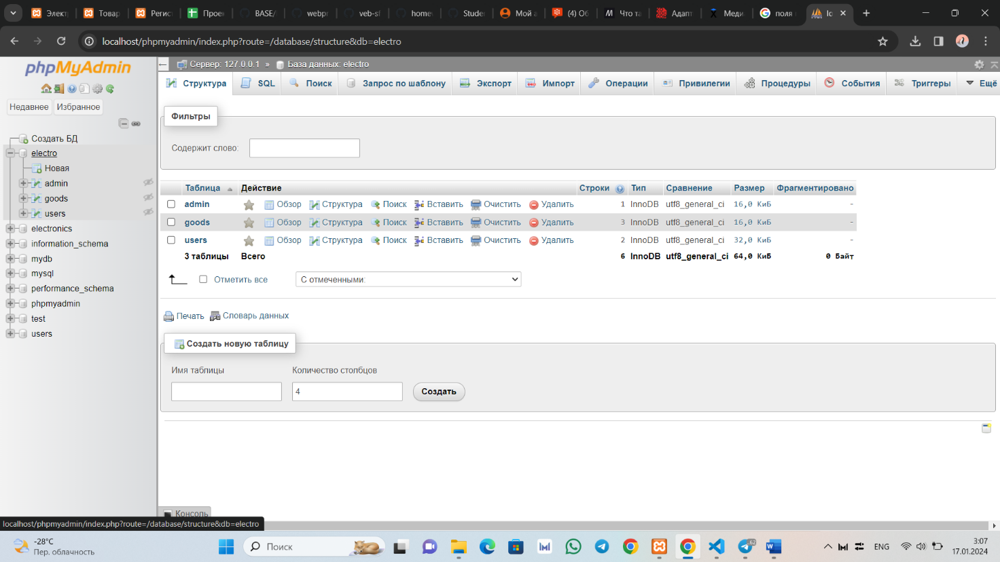 Элект
Товар
Регист
Проек
BASE/
webpr
veb-sl
home
Stude
Мой а
(4) Об
Что та
Адапт
Меди
поля
lo
localhost/phpmyadmin/index.php?route=/database/structure&db=electro
phpMyAdmin
Недавнее Избранное
Создать БД
electro
Новая
admin
goods
users
electronics
information_schema
mydb
mysql
performance_schema
phpmyadmin
test
users
Сервер: 127.0.0.1 » База данных: electro
Структура SQL Поиск Запрос по шаблону Экспорт Импорт Операции Привилегии Процедуры События Триггеры Ещё
Фильтры
Содержит слово:
Таблица Действие Строки Тип Сравнение Размер Фрагментировано
admin Обзор Структура Поиск Вставить Очистить Удалить 1 InnoDB utf8_general_ci 16,0 КиБ -
goods Обзор Структура Поиск Вставить Очистить Удалить 3 InnoDB utf8_general_ci 16,0 КиБ -
users Обзор Структура Поиск Вставить Очистить Удалить 2 InnoDB utf8_general_ci 32,0 КиБ -
3 таблицы Всего 6 InnoDB utf8_general_ci 64,0 КиБ 0 Байт
Отметить все С отмеченными:
Печать Словарь данных
Создать новую таблицу
Имя таблицы Количество столбцов
4 Создать
Консоль
localhost/phpmyadmin/index.php?route=/database/structure&db=electro
-28°C
Пер. облачность
Поиск
ENG
3:07
17.01.2024